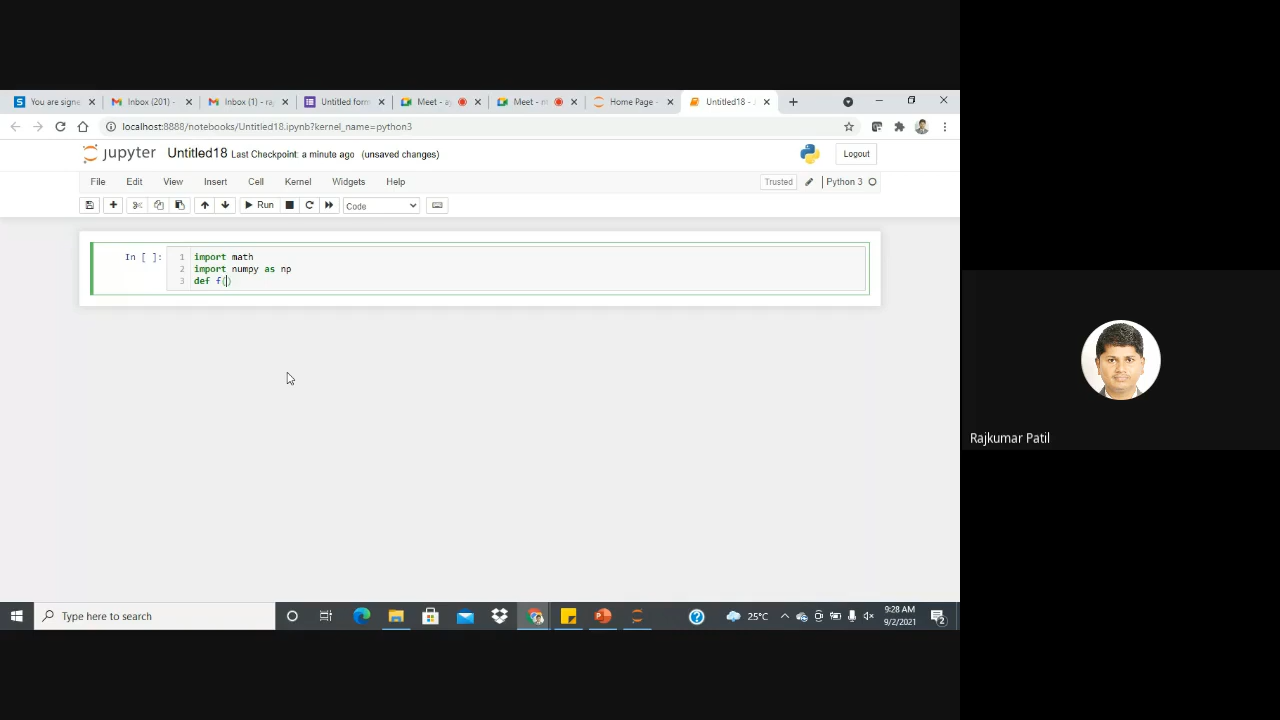 You are signe
Inbox (201) -
Inbox (1) - raj
Untitled form
Meet - a
Meet - m
Home Page -
Untitled18 - J
localhost:8888/notebooks/Untitled18.ipynb?kernel_name=python3
jupyter Untitled18 Last Checkpoint: a minute ago (unsaved changes)
Logout
File Edit View Insert Cell Kernel Widgets Help
Trusted Python 3
Run Code
In [ ]:
1 import math
2 import numpy as np
3 def f()
Rajkumar Patil
Type here to search
25°C
9:28 AM
9/2/2021
2